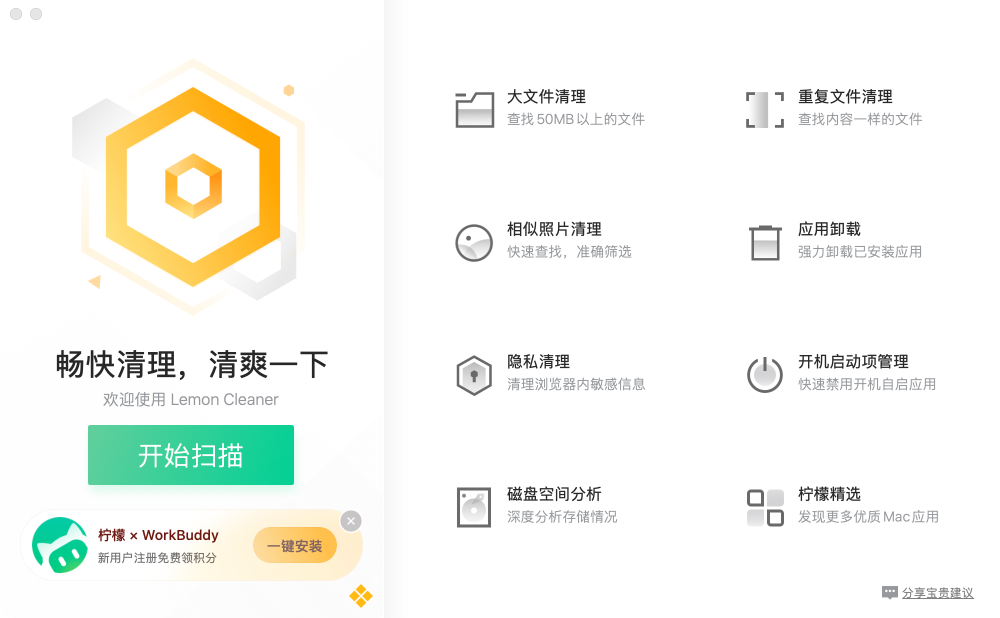 畅快清理，清爽一下
欢迎使用 Lemon Cleaner
开始扫描
柠檬 × WorkBuddy
新用户注册免费领积分
一键安装
大文件清理
查找 50MB 以上的文件
重复文件清理
查找内容一样的文件
相似照片清理
快速查找，准确筛选
应用卸载
强力卸载已安装应用
隐私清理
清理浏览器内敏感信息
开机启动项管理
快速禁用开机自启应用
磁盘空间分析
深度分析存储情况
柠檬精选
发现更多优质 Mac 应用
分享宝贵建议